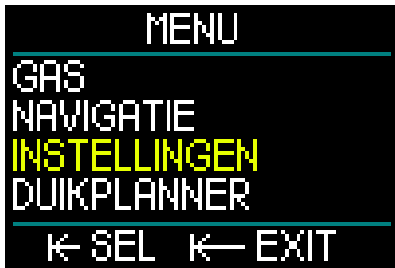 MENU
GAS
NAVIGATIE
INSTELLINGEN
DUIKPLANNER
SEL EXIT